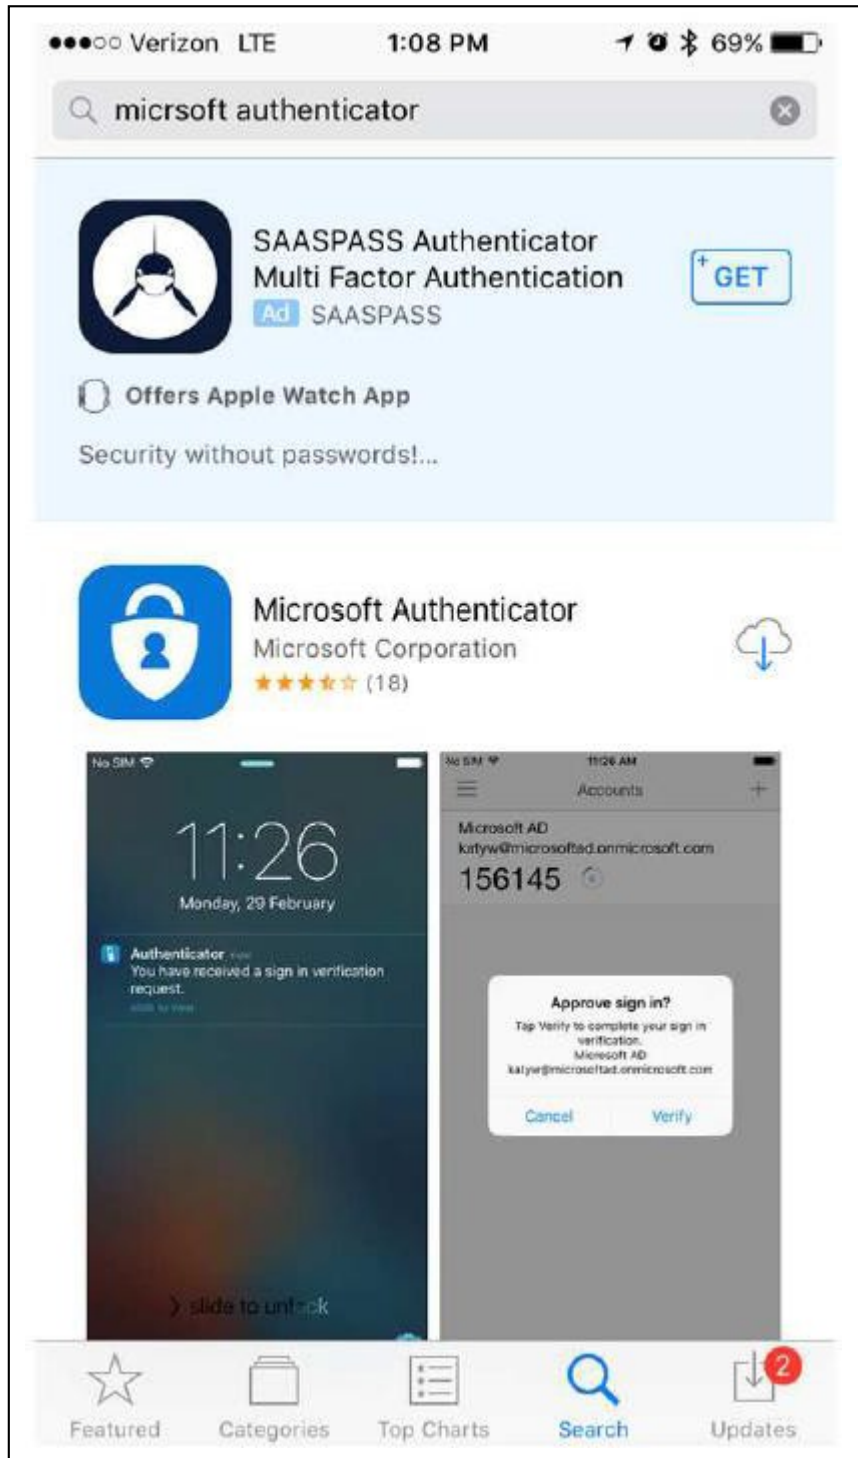 Verizon LTE 1:08 PM 69%
micrsoft authenticator
SAASPASS Authenticator
Multi Factor Authentication
+ GET
Ad SAASPASS
Offers Apple Watch App
Security without passwords!...
Microsoft Authenticator
Microsoft Corporation
(18)
No SIM
11:26
Monday, 29 February
Authenticator
You have received a sign in verification
request.
slide to view
slide to unlock
No SIM 11:26 AM
Accounts +
Microsoft AD
katyw@microsoftad.onmicrosoft.com
156145
Approve sign in?
Tap Verify to complete your sign in
verification.
Microsoft AD
katyw@microsoftad.onmicrosoft.com
Cancel Verify
2
Featured Categories Top Charts Search Updates